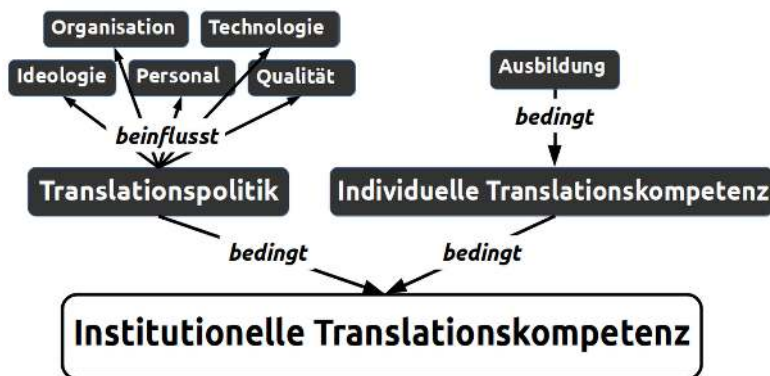 Organisation
Technologie
Ideologie
Personal
Qualität
Ausbildung
beinflusst
bedingt
Translationspolitik
Individuelle Translationskompetenz
bedingt
bedingt
Institutionelle Translationskompetenz